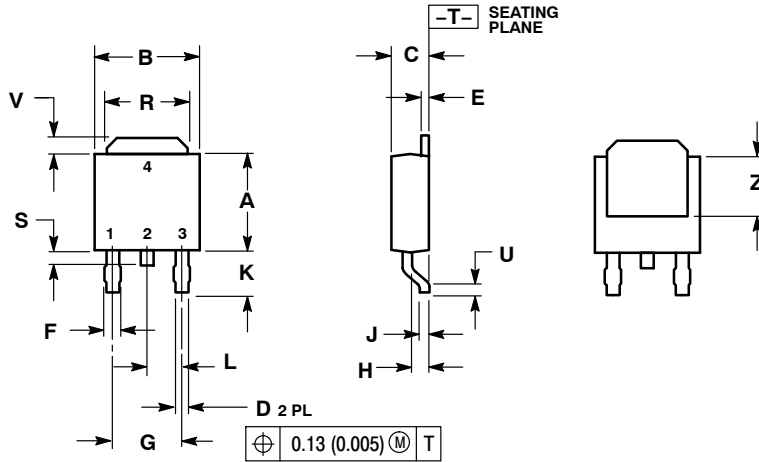 –T– SEATING
PLANE
B
C
V
R
E
4
A
Z
S
1 2 3
K
U
F
J
L
H
D 2 PL
G
⌖ 0.13 (0.005) Ⓜ T